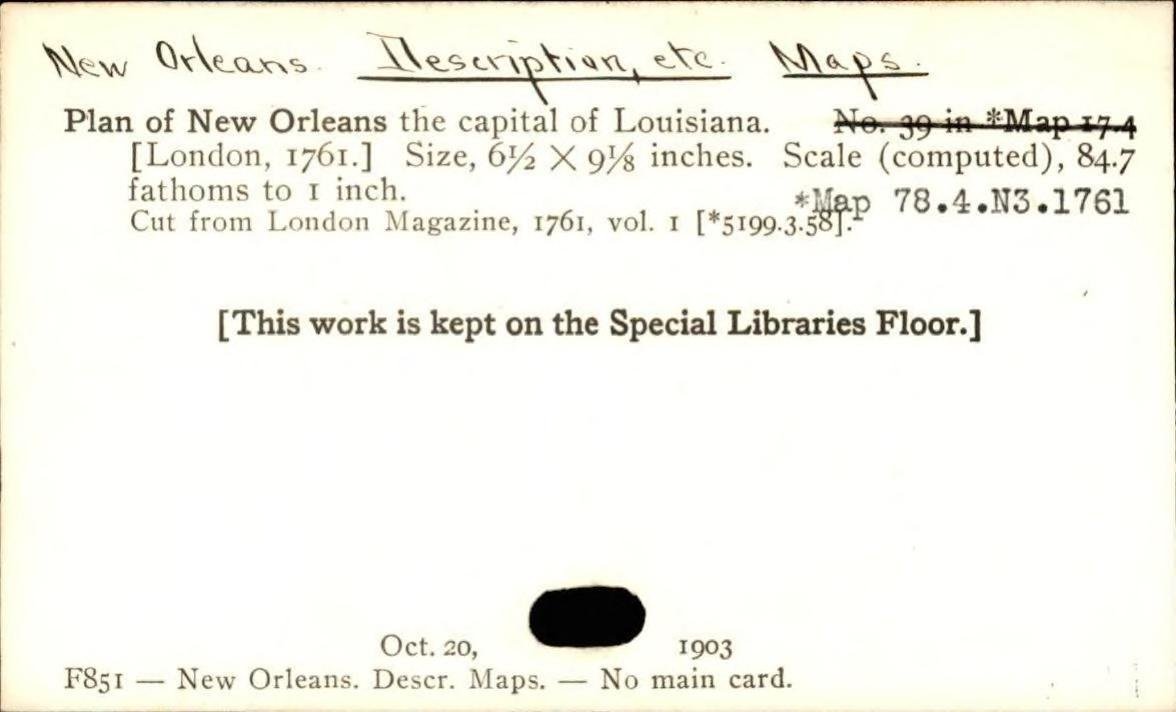 New Orleans. Description, etc. Maps.
Plan of New Orleans the capital of Louisiana. No. 39 in *Map 17.4
[London, 1761.] Size, 6½ × 9⅛ inches. Scale (computed), 84.7
fathoms to 1 inch. *Map 78.4.N3.1761
Cut from London Magazine, 1761, vol. 1 [*5199.3.58].
[This work is kept on the Special Libraries Floor.]
Oct. 20, 1903
F851 — New Orleans. Descr. Maps. — No main card.